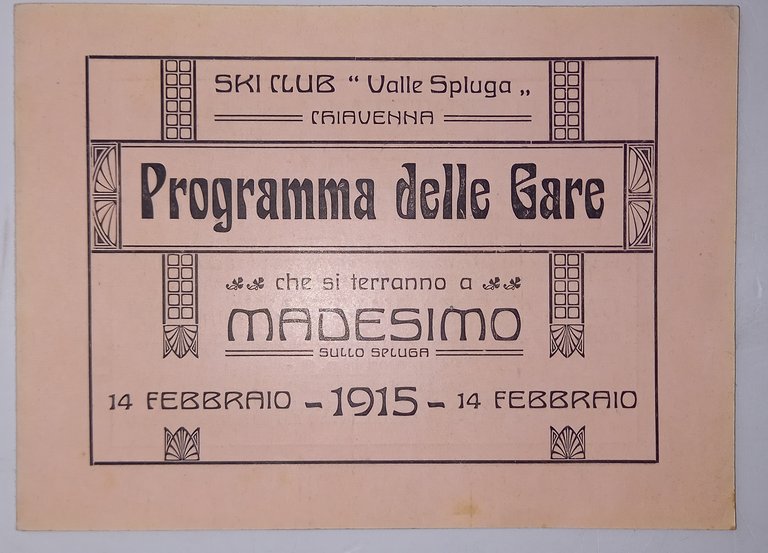 SKI CLUB “ Valle Spluga „
CHIAVENNA
Programma delle Gare
che si terranno a
MADESIMO
SULLO SPLUGA
14 FEBBRAIO - 1915 - 14 FEBBRAIO